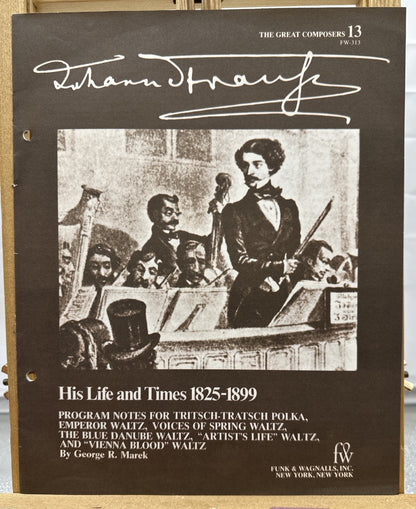 THE GREAT COMPOSERS 13
FW-313
Johann Strauss
His Life and Times 1825-1899
PROGRAM NOTES FOR TRITSCH-TRATSCH POLKA,
EMPEROR WALTZ, VOICES OF SPRING WALTZ,
THE BLUE DANUBE WALTZ, "ARTIST'S LIFE" WALTZ,
AND "VIENNA BLOOD" WALTZ
By George R. Marek
fw
FUNK & WAGNALLS, INC.
NEW YORK, NEW YORK